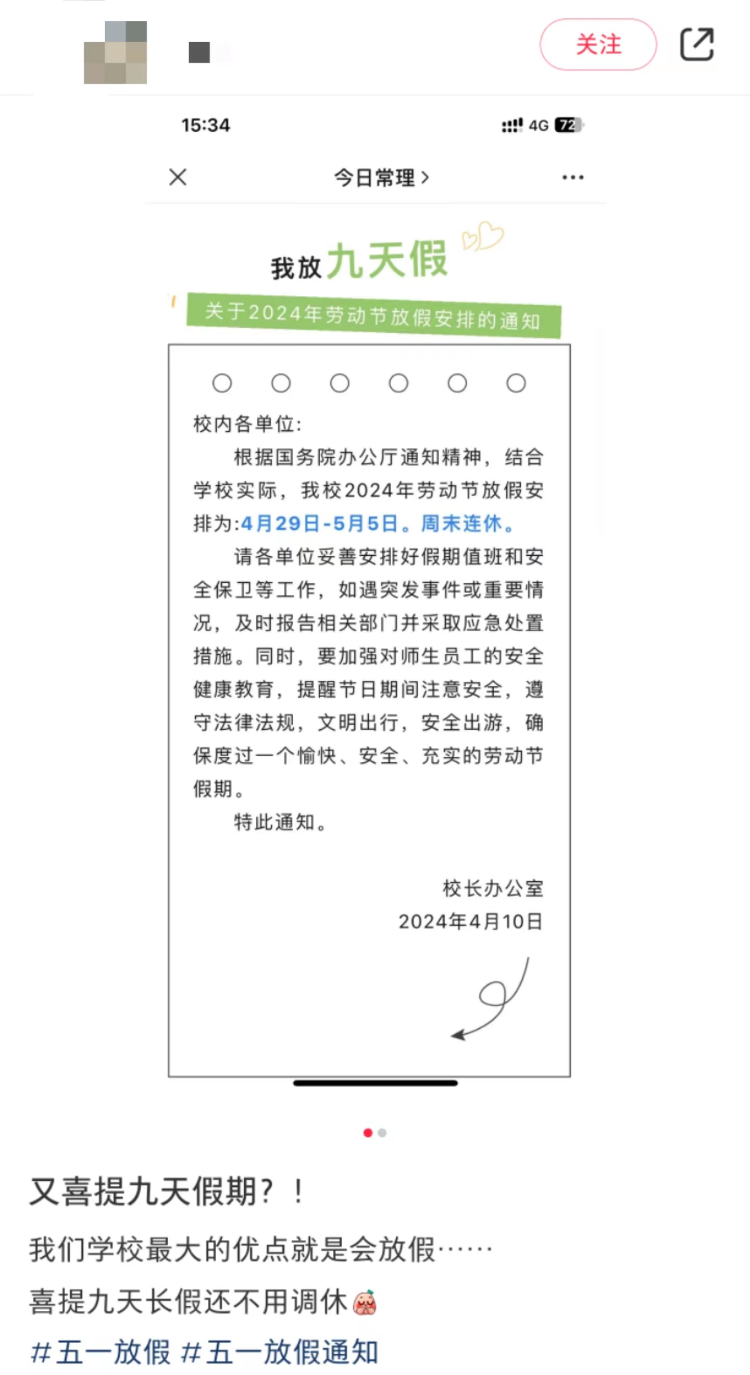 关注
15:34
4G 72
今日常理
我放九天假
关于2024年劳动节放假安排的通知
校内各单位:
根据国务院办公厅通知精神，结合
学校实际，我校2024年劳动节放假安
排为:4月29日-5月5日。周末连休。
请各单位妥善安排好假期值班和安
全保卫等工作，如遇突发事件或重要情
况，及时报告相关部门并采取应急处置
措施。同时，要加强对师生员工的安全
健康教育，提醒节日期间注意安全，遵
守法律法规，文明出行，安全出游，确
保度过一个愉快、安全、充实的劳动节
假期。
特此通知。
校长办公室
2024年4月10日
又喜提九天假期？！
我们学校最大的优点就是会放假……
喜提九天长假还不用调休
#五一放假 #五一放假通知